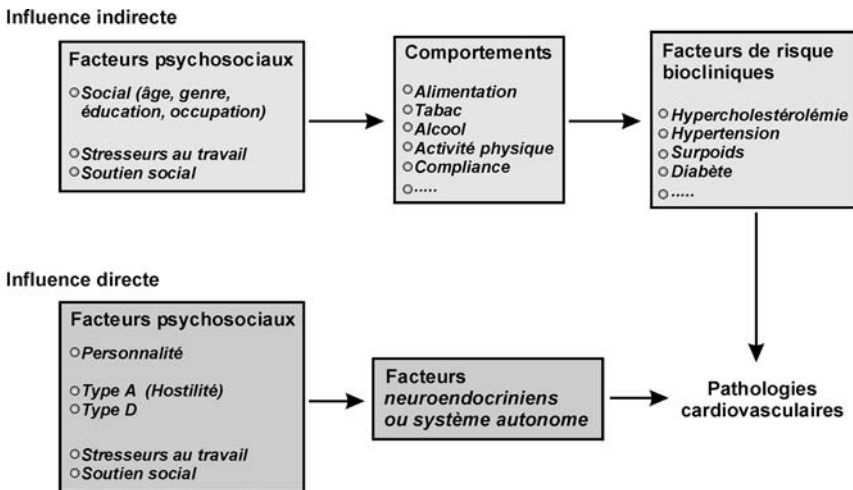 Influence indirecte
Facteurs psychosociaux
Social (âge, genre,
éducation, occupation)
Stresseurs au travail
Soutien social
Comportements
Alimentation
Tabac
Alcool
Activité physique
Compliance
.....
Facteurs de risque
biocliniques
Hypercholestérolémie
Hypertension
Surpoids
Diabète
.....
Influence directe
Facteurs psychosociaux
Personnalité
Type A (Hostilité)
Type D
Stresseurs au travail
Soutien social
Facteurs
neuroendocriniens
ou système autonome
Pathologies
cardiovasculaires